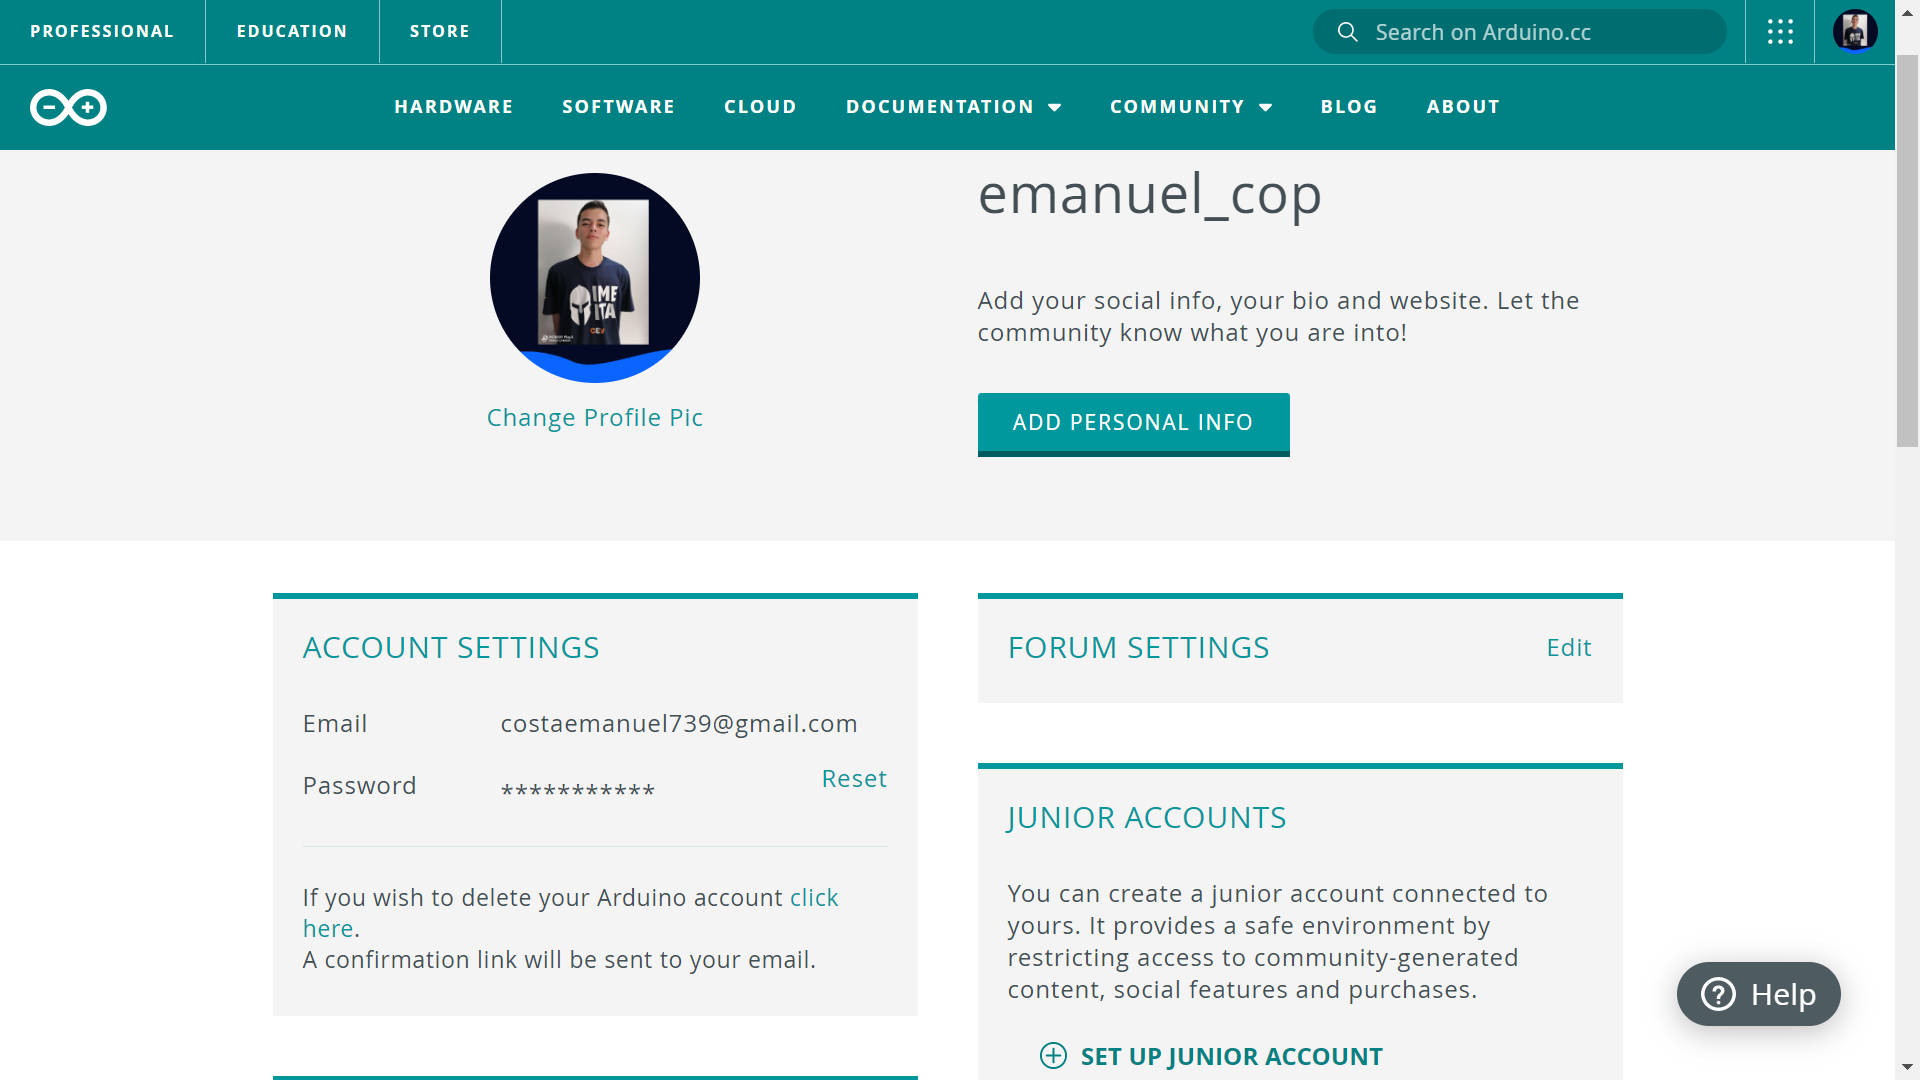 PROFESSIONAL
EDUCATION
STORE
Search on Arduino.cc
HARDWARE
SOFTWARE
CLOUD
DOCUMENTATION
COMMUNITY
BLOG
ABOUT
IME
ITA
CEV
Change Profile Pic
emanuel_cop
Add your social info, your bio and website. Let the
community know what you are into!
ADD PERSONAL INFO
ACCOUNT SETTINGS
Email
costaemanuel739@gmail.com
Password
***********
Reset
If you wish to delete your Arduino account click
here.
A confirmation link will be sent to your email.
FORUM SETTINGS
Edit
JUNIOR ACCOUNTS
You can create a junior account connected to
yours. It provides a safe environment by
restricting access to community-generated
content, social features and purchases.
SET UP JUNIOR ACCOUNT
Help